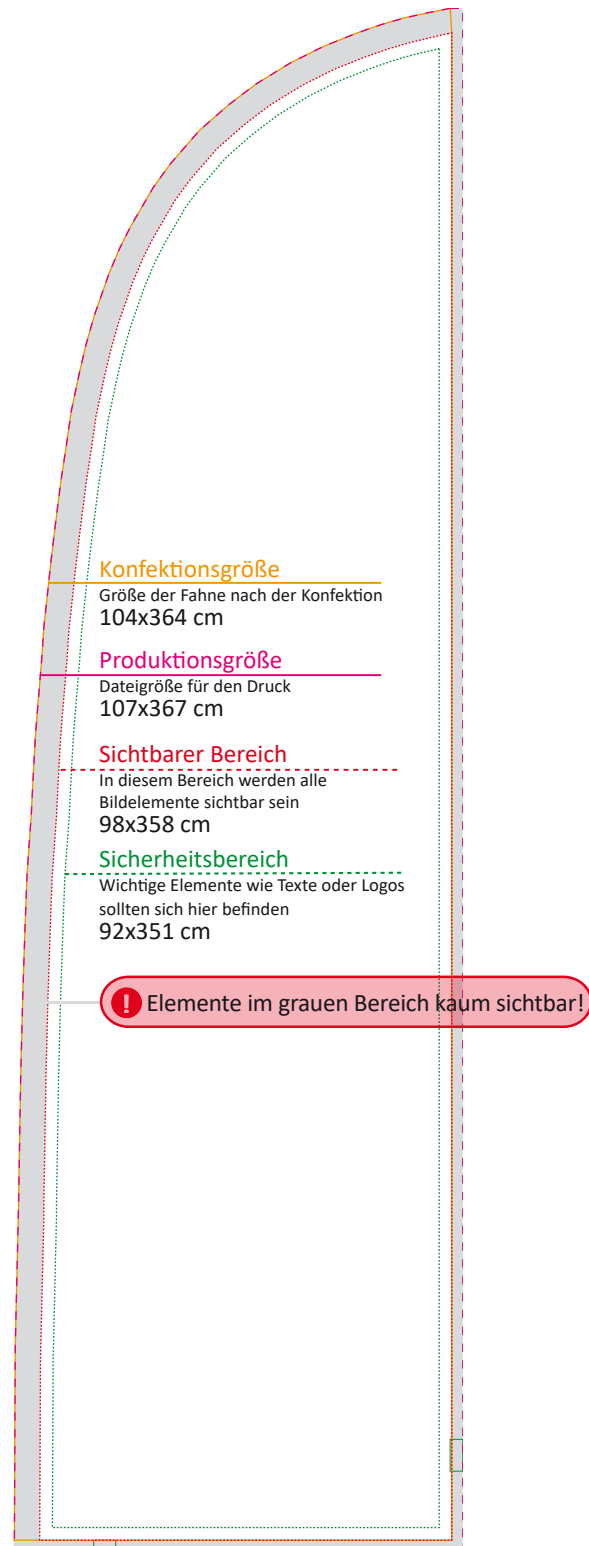 Konfektionsgröße
Größe der Fahne nach der Konfektion
104x364 cm
Produktionsgröße
Dateigröße für den Druck
107x367 cm
Sichtbarer Bereich
In diesem Bereich werden alle
Bildelemente sichtbar sein
98x358 cm
Sicherheitsbereich
Wichtige Elemente wie Texte oder Logos
sollten sich hier befinden
92x351 cm
! Elemente im grauen Bereich kaum sichtbar!